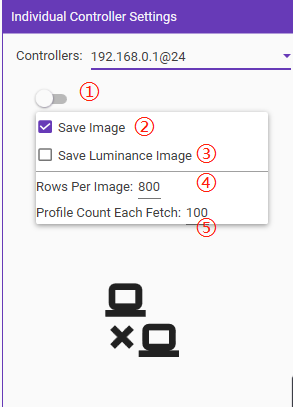 Individual Controller Settings
Controllers: 192.168.0.1@24
①
Save Image ②
Save Luminance Image ③
Rows Per Image: 800 ④
Profile Count Each Fetch: 100
⑤